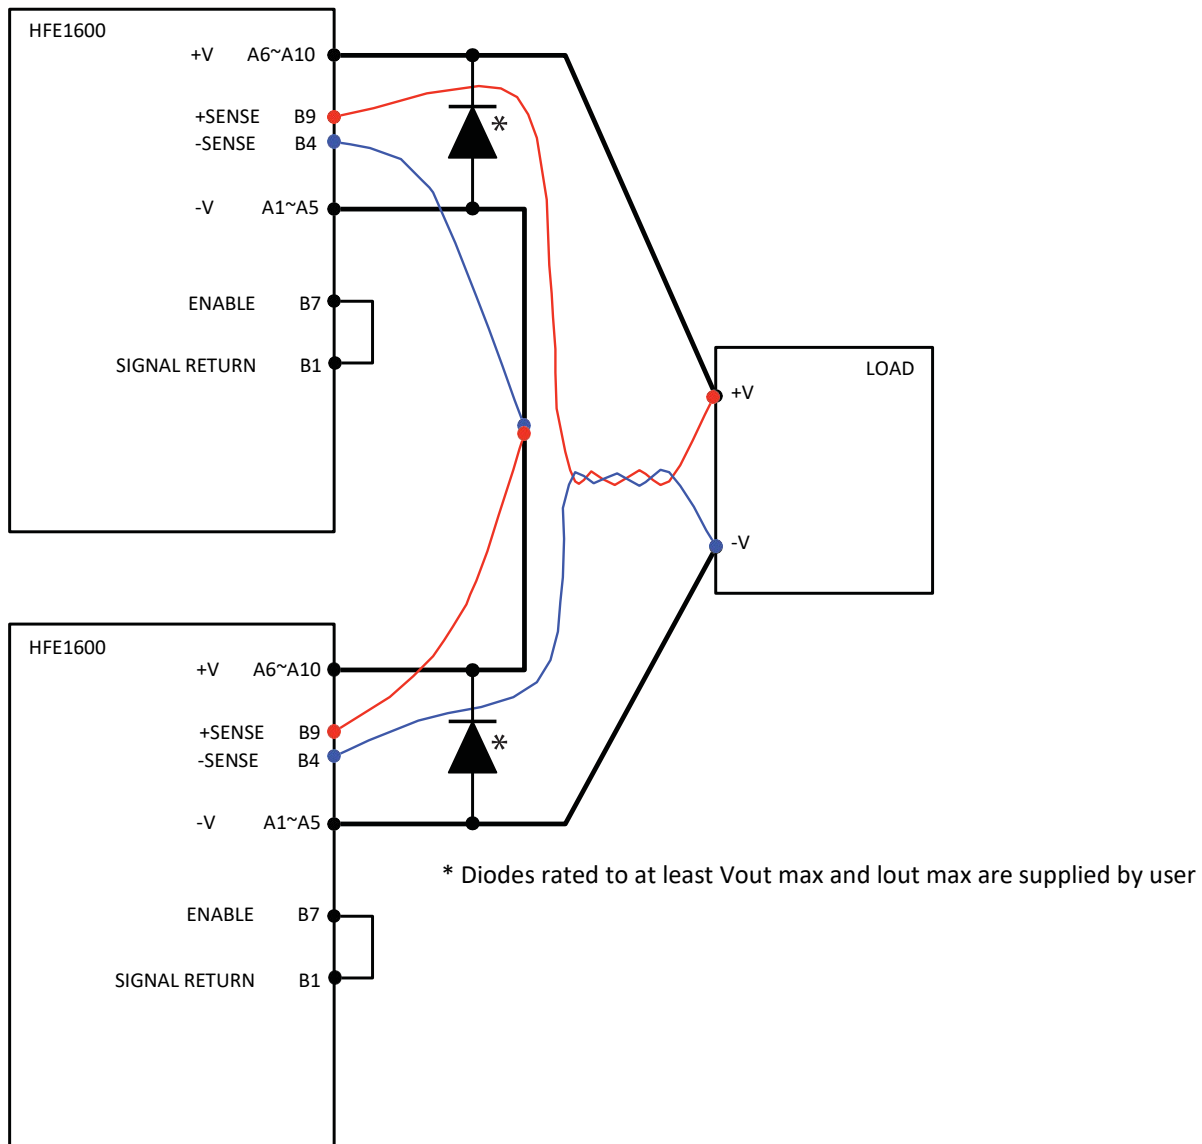 HFE1600
+V A6~A10
+SENSE B9
-SENSE B4
-V A1~A5
ENABLE B7
SIGNAL RETURN B1
LOAD
+V
-V
HFE1600
+V A6~A10
+SENSE B9
-SENSE B4
-V A1~A5
* Diodes rated to at least Vout max and Iout max are supplied by user
ENABLE B7
SIGNAL RETURN B1
*
*